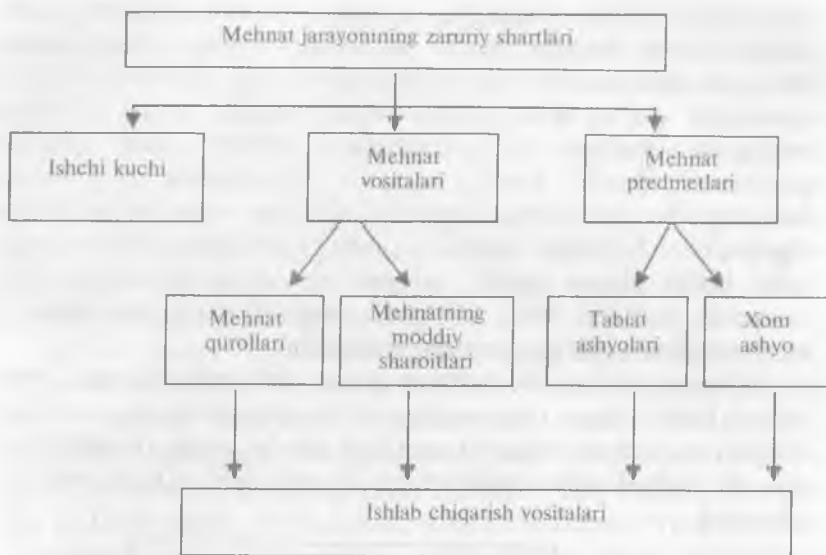 Mehnat jarayonining zaruriy shartlari
Ishchi kuchi
Mehnat
vositalari
Mehnat
predmetlari
Mehnat
qurollari
Mehnatning
moddiy
sharoitlari
Tabiat
ashyolari
Xom
ashyo
Ishlab chiqarish vositalari